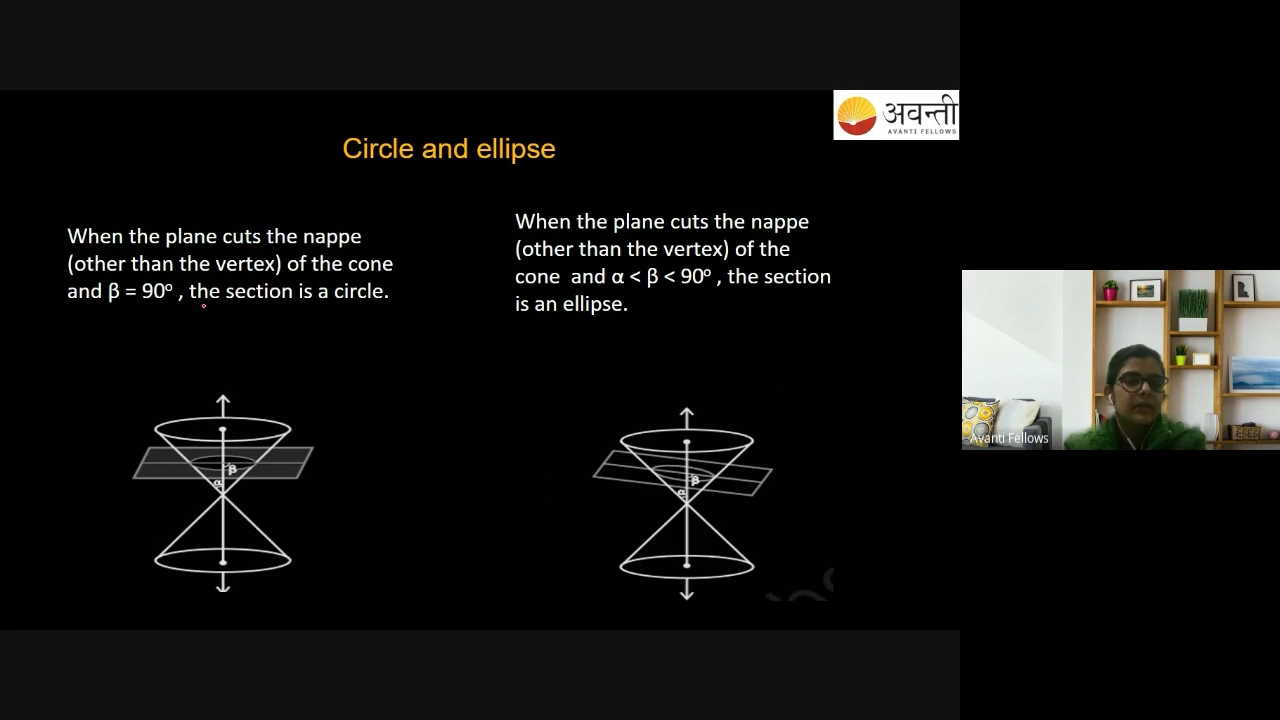 अवन्ती
AVANTI FELLOWS
Circle and ellipse
When the plane cuts the nappe
(other than the vertex) of the cone
and β = 90º , the section is a circle.
When the plane cuts the nappe
(other than the vertex) of the
cone and α < β < 90º , the section
is an ellipse.
β
α
β
α
Avanti Fellows